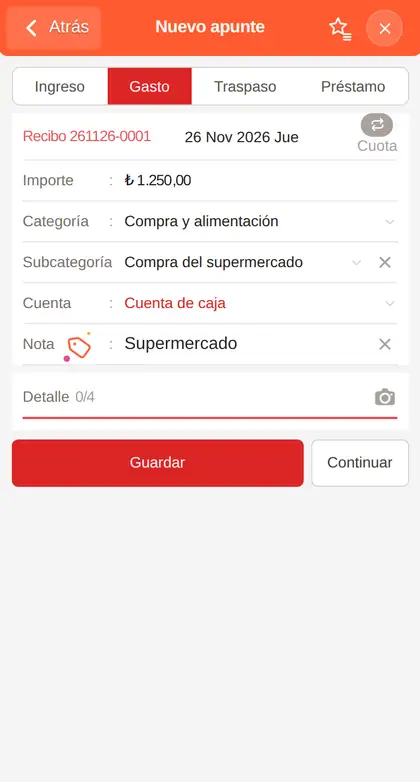 Atrás
Nuevo apunte
Ingreso
Gasto
Traspaso
Préstamo
Recibo 261126-0001
26 Nov 2026 Jue
Cuota
Importe : ₺ 1.250,00
Categoría : Compra y alimentación
Subcategoría Compra del supermercado
Cuenta : Cuenta de caja
Nota : Supermercado
Detalle 0/4
Guardar
Continuar